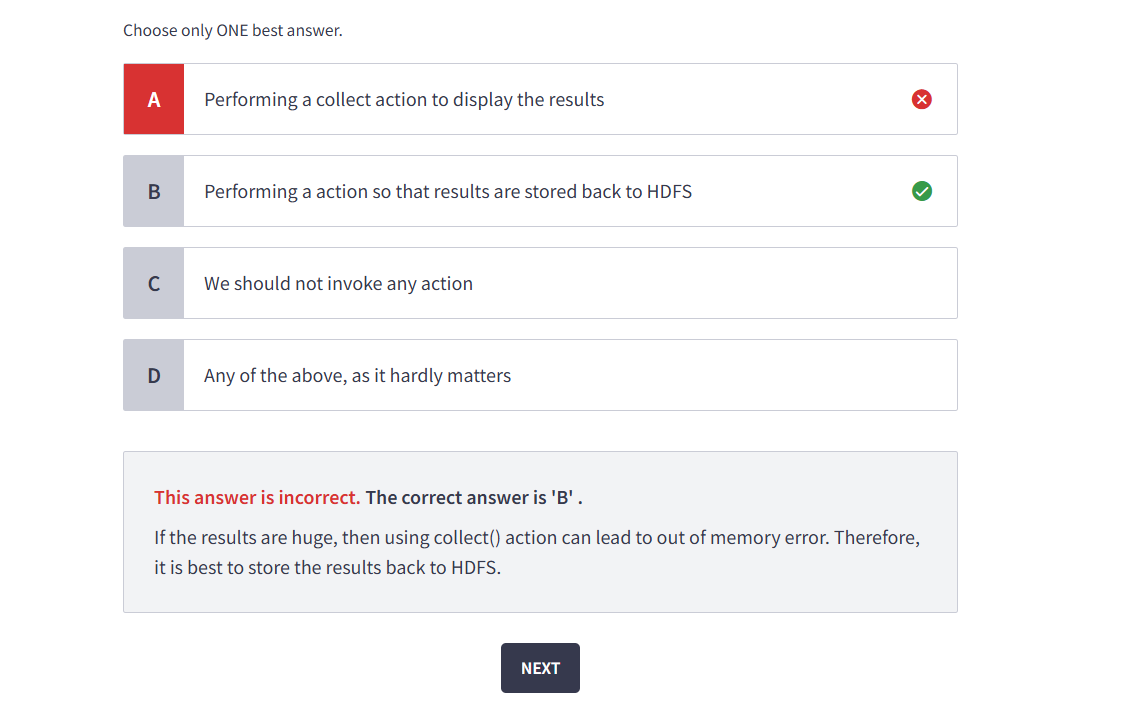 Choose only ONE best answer.
A
Performing a collect action to display the results
B
Performing a action so that results are stored back to HDFS
C
We should not invoke any action
D
Any of the above, as it hardly matters
This answer is incorrect. The correct answer is 'B' .
If the results are huge, then using collect() action can lead to out of memory error. Therefore,
it is best to store the results back to HDFS.
NEXT